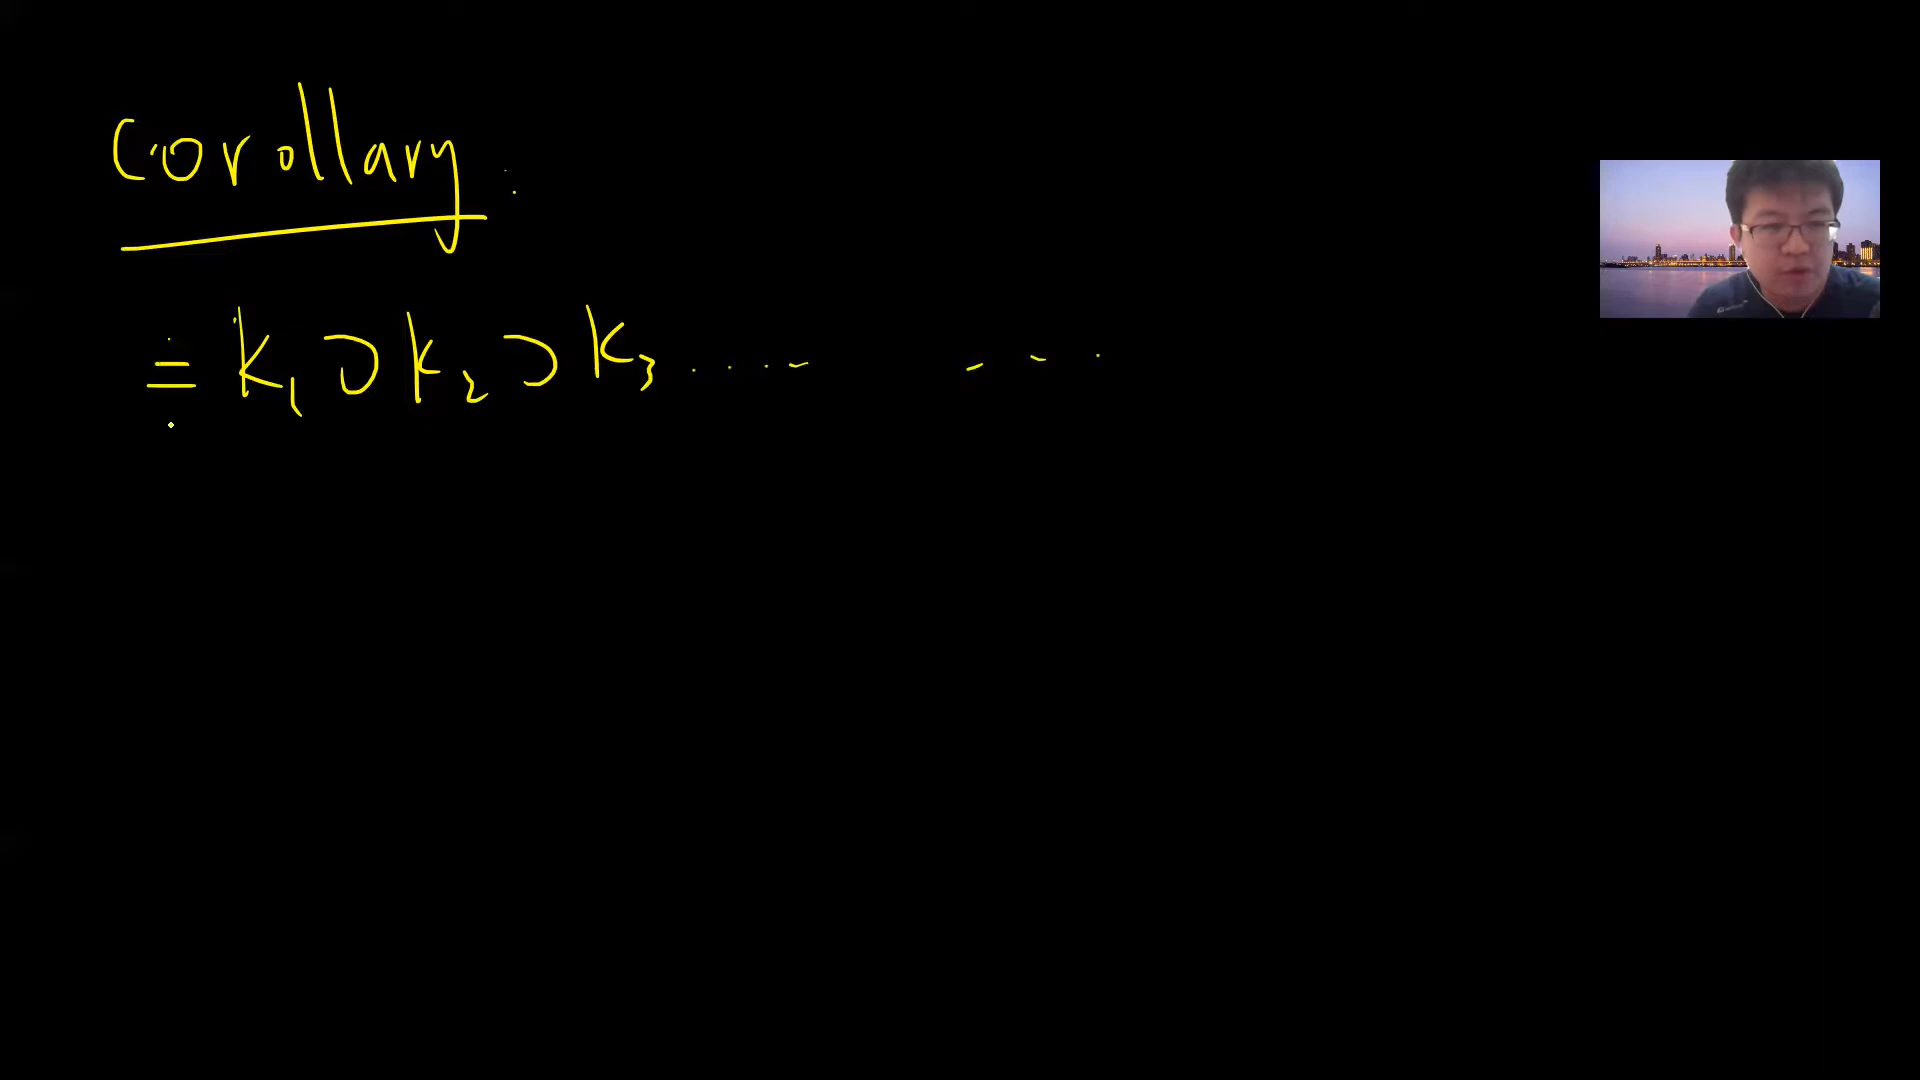 Corollary :
= K₁ ⊃ K₂ ⊃ K₃ .... - - - .